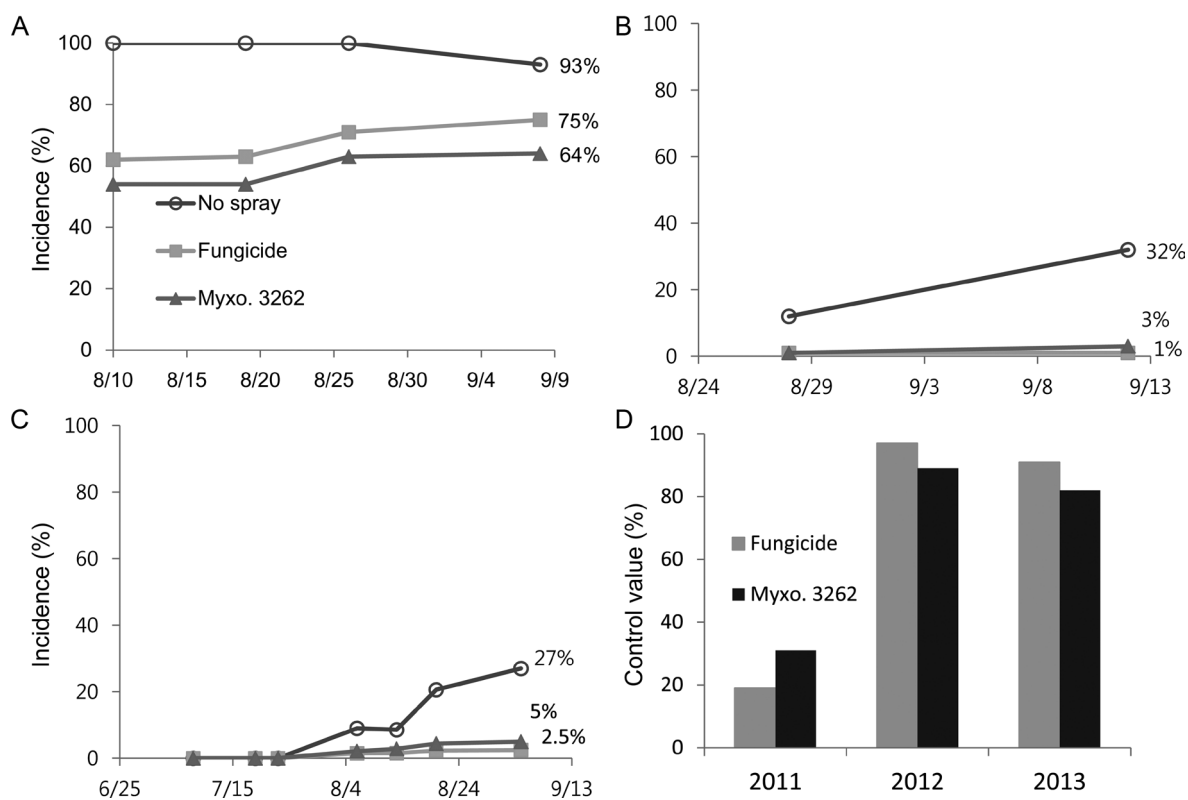 A
Incidence (%)
100
80
60
40
20
0
93%
75%
64%
No spray
Fungicide
Myxo. 3262
8/10 8/15 8/20 8/25 8/30 9/4 9/9
B
100
80
60
40
20
0
32%
3%
1%
8/24 8/29 9/3 9/8 9/13
C
Incidence (%)
100
80
60
40
20
0
27%
5%
2.5%
6/25 7/15 8/4 8/24 9/13
D
Control value (%)
100
80
60
40
20
0
Fungicide
Myxo. 3262
2011 2012 2013